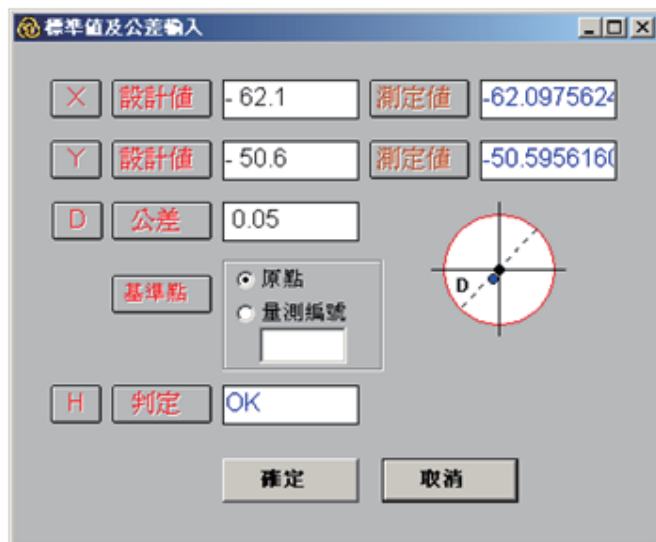 標準值及公差輸入
X 設計值 - 62.1 測定值 -62.0975624
Y 設計值 - 50.6 測定值 -50.5956160
D 公差 0.05
D
基準點
原點
量測編號
H 判定 OK
確定 取消